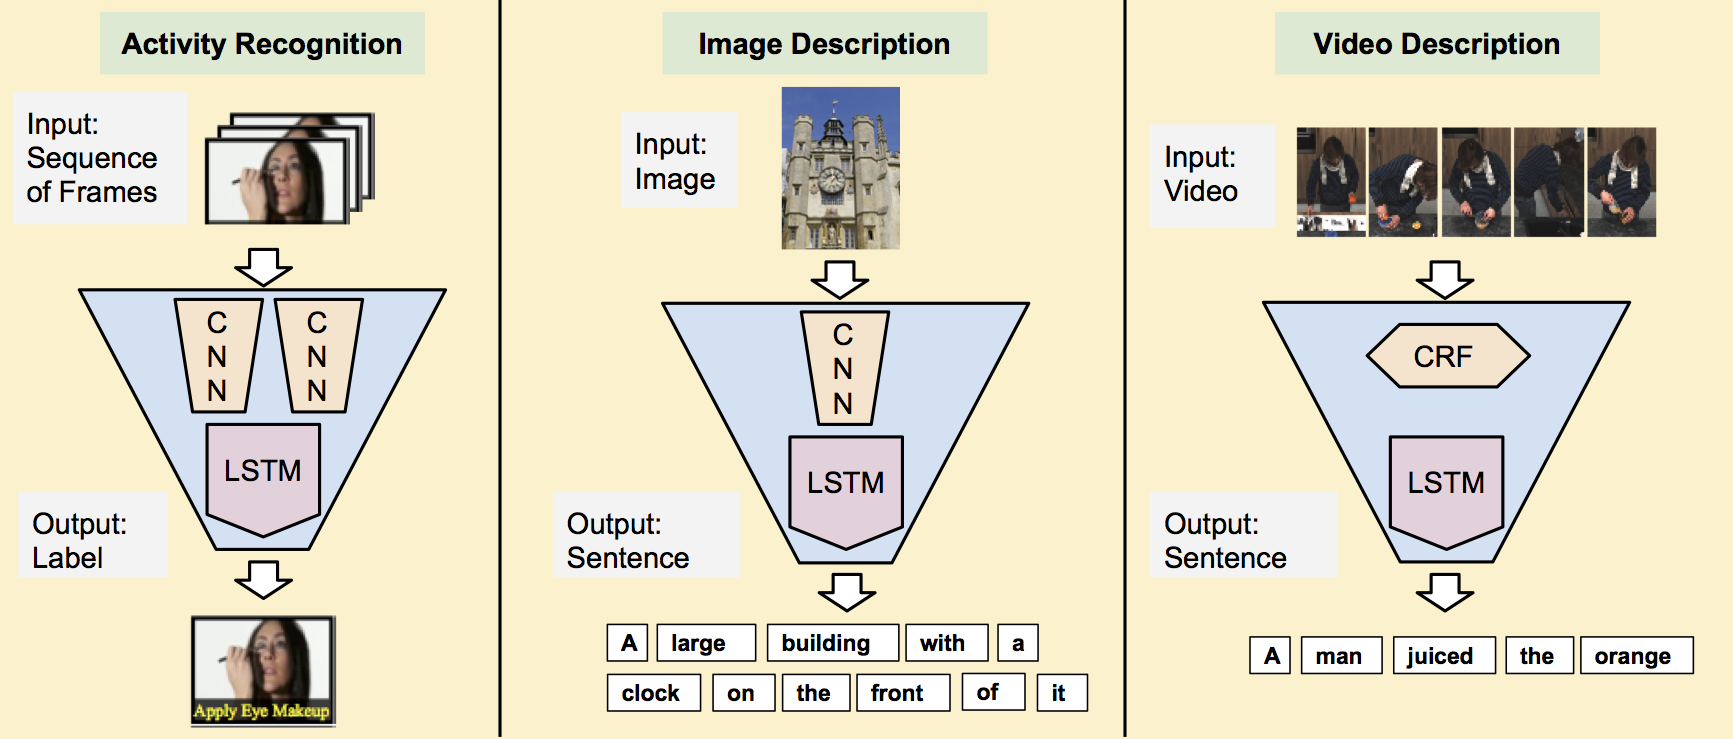 Activity Recognition
Input:
Sequence
of Frames
C
N
N
C
N
N
LSTM
Output:
Label
Apply Eye Makeup
Image Description
Input:
Image
C
N
N
LSTM
Output:
Sentence
A large building with a
clock on the front of it
Video Description
Input:
Video
CRF
LSTM
Output:
Sentence
A man juiced the orange